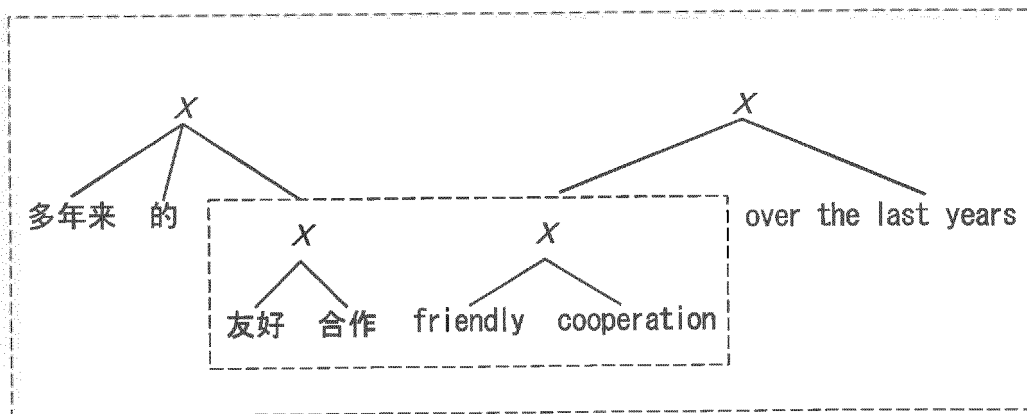 X X
多年来 的 over the last years
X X
友好 合作 friendly cooperation